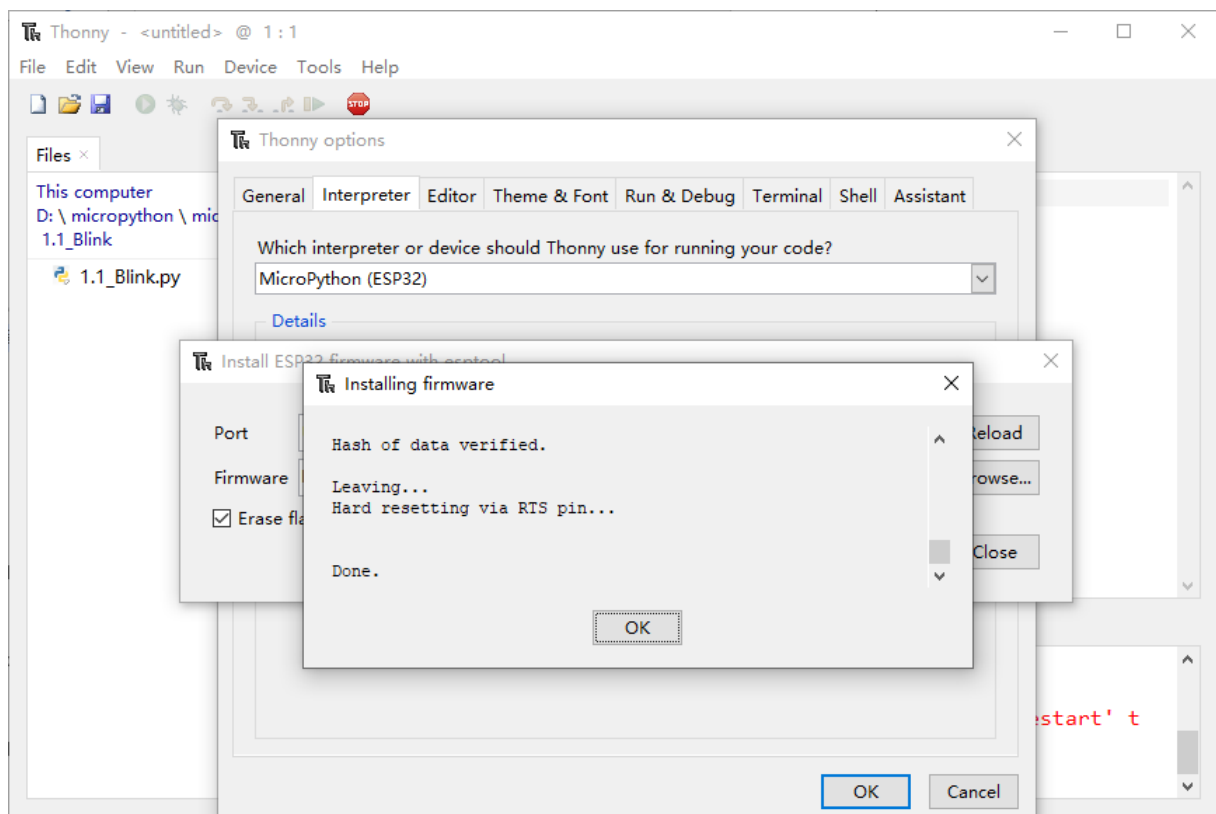 Thonny - <untitled> @ 1 : 1
File Edit View Run Device Tools Help
STOP
Files
Thonny options
This computer
D: \ micropython \ mic
1.1_Blink
1.1_Blink.py
General Interpreter Editor Theme & Font Run & Debug Terminal Shell Assistant
Which interpreter or device should Thonny use for running your code?
MicroPython (ESP32)
Details
Install ESP32 firmware with esptool
Installing firmware
Port
Reload
Firmware
Browse...
Erase fla
Close
Hash of data verified.
Leaving...
Hard resetting via RTS pin...
Done.
OK
estart' t
OK Cancel